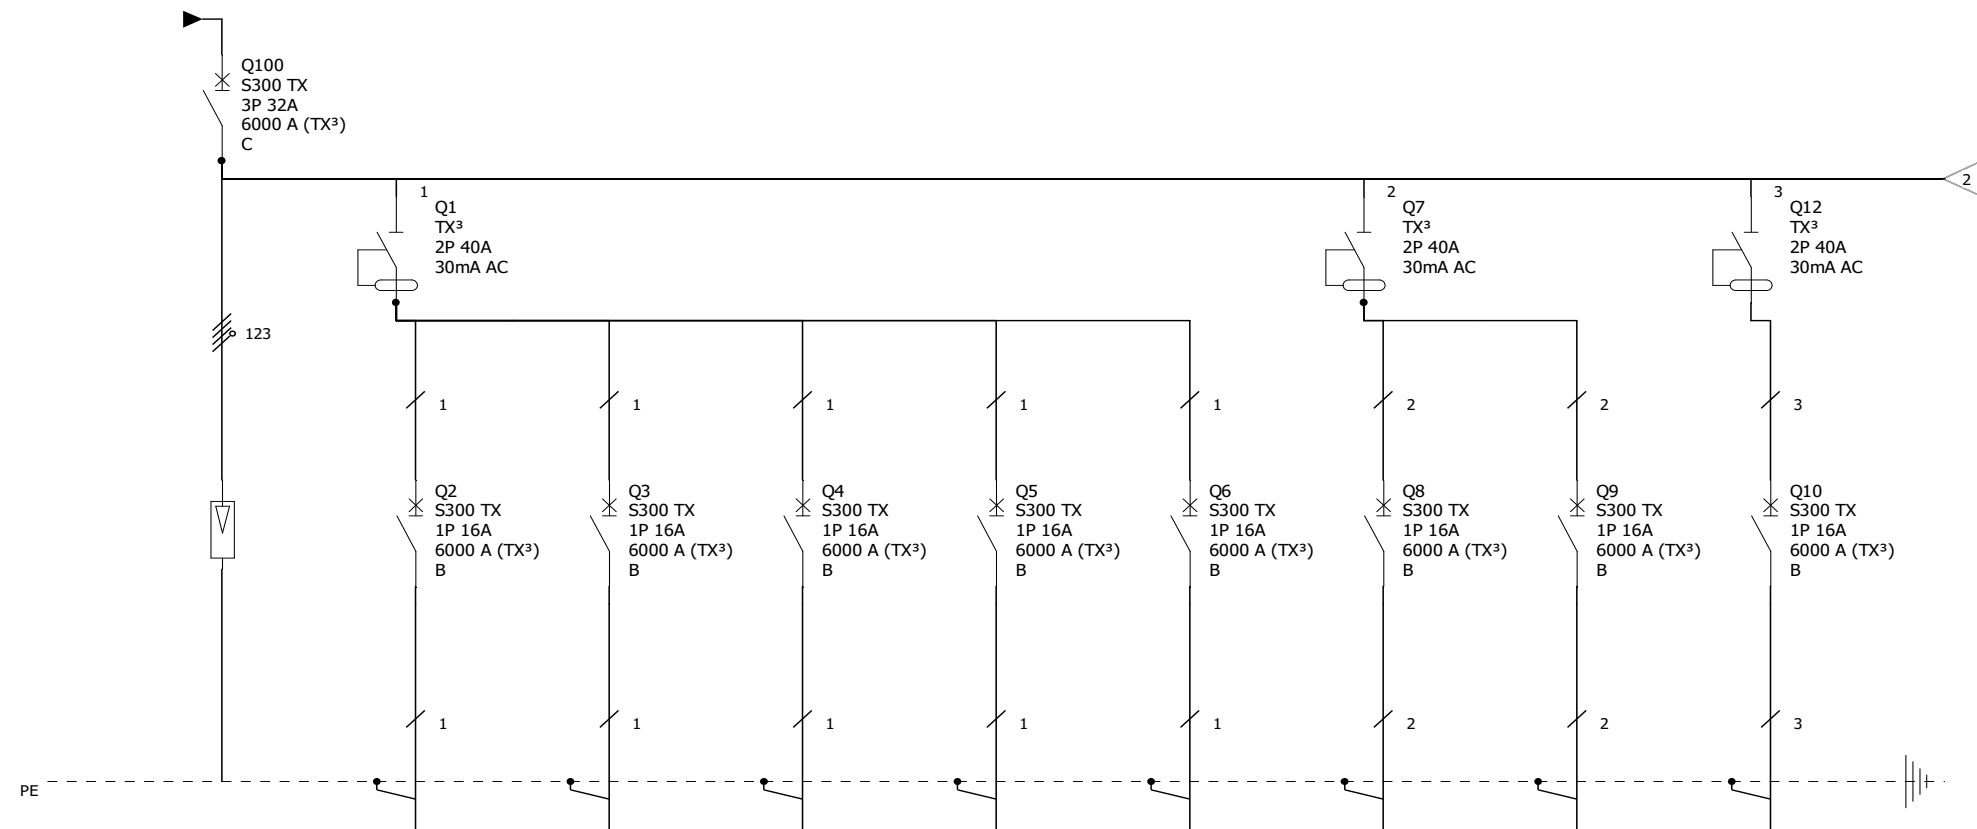 Q100
S300 TX
3P 32A
6000 A (TX³)
C
2
1
Q1
TX³
2P 40A
30mA AC
2
Q7
TX³
2P 40A
30mA AC
3
Q12
TX³
2P 40A
30mA AC
123
1
1
1
1
1
2
2
3
Q2
S300 TX
1P 16A
6000 A (TX³)
B
Q3
S300 TX
1P 16A
6000 A (TX³)
B
Q4
S300 TX
1P 16A
6000 A (TX³)
B
Q5
S300 TX
1P 16A
6000 A (TX³)
B
Q6
S300 TX
1P 16A
6000 A (TX³)
B
Q8
S300 TX
1P 16A
6000 A (TX³)
B
Q9
S300 TX
1P 16A
6000 A (TX³)
B
Q10
S300 TX
1P 16A
6000 A (TX³)
B
1
1
1
1
1
2
2
3
PE